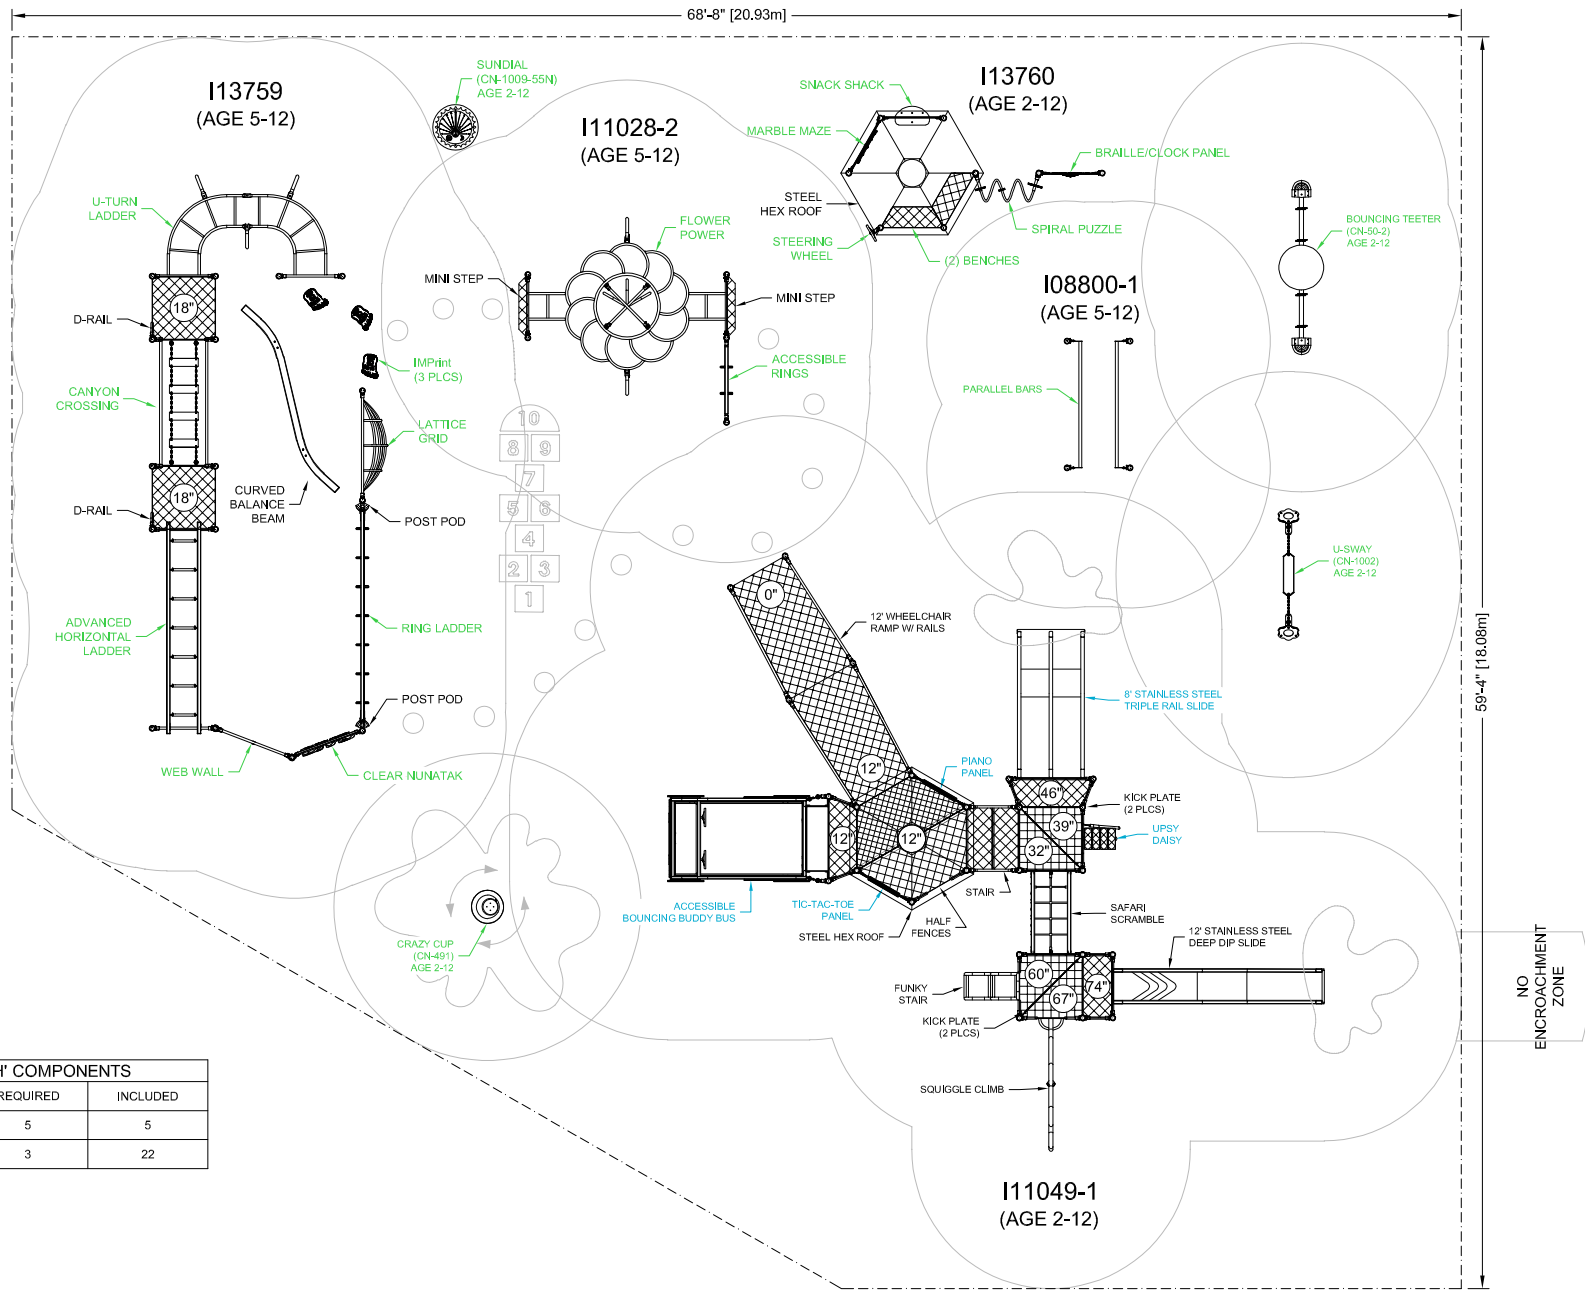 68'-8" [20.93m]
I13759
(AGE 5-12)
SUNDIAL
(CN-1009-55N)
AGE 2-12
I11028-2
(AGE 5-12)
SNACK SHACK
I13760
(AGE 2-12)
MARBLE MAZE
BRAILLE/CLOCK PANEL
STEEL
HEX ROOF
STEERING
WHEEL
SPIRAL PUZZLE
(2) BENCHES
U-TURN
LADDER
FLOWER
POWER
BOUNCING TEETER
(CN-50-2)
AGE 2-12
MINI STEP
MINI STEP
I08800-1
(AGE 5-12)
18"
D-RAIL
IMPrint
(3 PLCS)
ACCESSIBLE
RINGS
CANYON
CROSSING
PARALLEL BARS
LATTICE
GRID
10
8 9
7
5 6
4
2 3
1
18"
CURVED
BALANCE
BEAM
D-RAIL
POST POD
U-SWAY
(CN-1002)
AGE 2-12
0"
12' WHEELCHAIR
RAMP W/ RAILS
ADVANCED
HORIZONTAL
LADDER
RING LADDER
59'-4" [18.08m]
POST POD
8' STAINLESS STEEL
TRIPLE RAIL SLIDE
WEB WALL
CLEAR NUNATAK
12"
PIANO
PANEL
46"
KICK PLATE
(2 PLCS)
12"
12"
39"
32"
UPSY
DAISY
STAIR
ACCESSIBLE
BOUNCING BUDDY BUS
TIC-TAC-TOE
PANEL
STEEL HEX ROOF
HALF
FENCES
SAFARI
SCRAMBLE
12' STAINLESS STEEL
DEEP DIP SLIDE
CRAZY CUP
(CN-491)
AGE 2-12
60"
67"
74"
FUNKY
STAIR
KICK PLATE
(2 PLCS)
NO
ENCROACHMENT
ZONE
SQUIGGLE CLIMB
H' COMPONENTS
REQUIRED INCLUDED
5 5
3 22
I11049-1
(AGE 2-12)